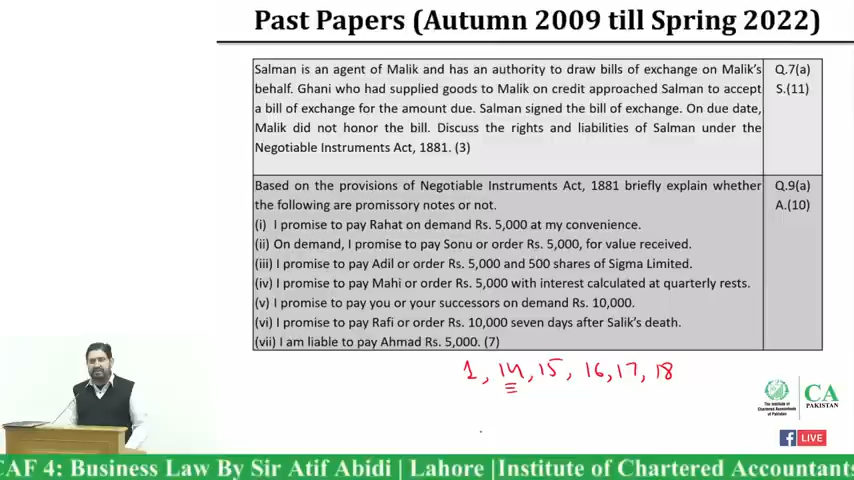 Past Papers (Autumn 2009 till Spring 2022)
Salman is an agent of Malik and has an authority to draw bills of exchange on Malik's
behalf. Ghani who had supplied goods to Malik on credit approached Salman to accept
a bill of exchange for the amount due. Salman signed the bill of exchange. On due date,
Malik did not honor the bill. Discuss the rights and liabilities of Salman under the
Negotiable Instruments Act, 1881. (3)
Q.7(a)
S.(11)
Based on the provisions of Negotiable Instruments Act, 1881 briefly explain whether
the following are promissory notes or not.
(i) I promise to pay Rahat on demand Rs. 5,000 at my convenience.
(ii) On demand, I promise to pay Sonu or order Rs. 5,000, for value received.
(iii) I promise to pay Adil or order Rs. 5,000 and 500 shares of Sigma Limited.
(iv) I promise to pay Mahi or order Rs. 5,000 with interest calculated at quarterly rests.
(v) I promise to pay you or your successors on demand Rs. 10,000.
(vi) I promise to pay Rafi or order Rs. 10,000 seven days after Salik's death.
(vii) I am liable to pay Ahmad Rs. 5,000. (7)
Q.9(a)
A.(10)
1, 14, 15, 16, 17, 18
The Institute of
Chartered Accountants
of Pakistan
CA
PAKISTAN
LIVE
CAF 4: Business Law By Sir Atif Abidi | Lahore |Institute of Chartered Accountants